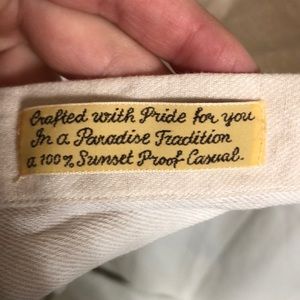 Crafted with Pride for you
In a Paradise Tradition
a 100% Sunset Proof Casual.